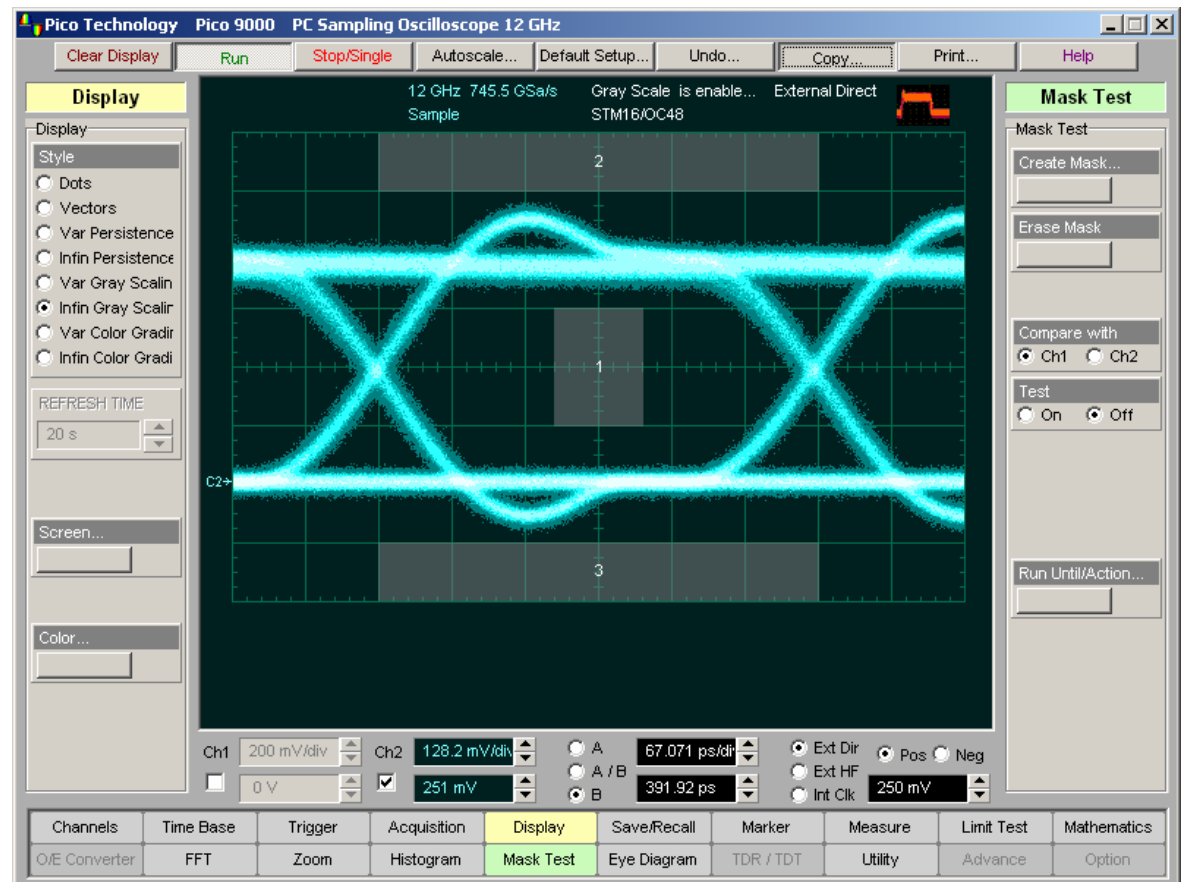 Pico Technology Pico 9000 PC Sampling Oscilloscope 12 GHz
Clear Display Run Stop/Single Autoscale... Default Setup... Undo... Copy... Print... Help
Display
Display
Style
Dots
Vectors
Var Persistence
Infin Persistence
Var Gray Scalin
Infin Gray Scalir
Var Color Gradir
Infin Color Gradi
REFRESH TIME
20 s
Screen...
Color...
12 GHz 745.5 GSa/s Gray Scale is enable... External Direct
Sample STM16/OC48
2
1
C2
3
Mask Test
Mask Test
Create Mask...
Erase Mask
Compare with
Ch1 Ch2
Test
On Off
Run Until/Action...
Ch1 200 mV/div Ch2 128.2 mV/div A 67.071 ps/di Ext Dir Pos Neg
A / B Ext HF
0 V 251 mV B 391.92 ps Int Clk 250 mV
Channels Time Base Trigger Acquisition Display Save/Recall Marker Measure Limit Test Mathematics
O/E Converter FFT Zoom Histogram Mask Test Eye Diagram TDR / TDT Utility Advance Option